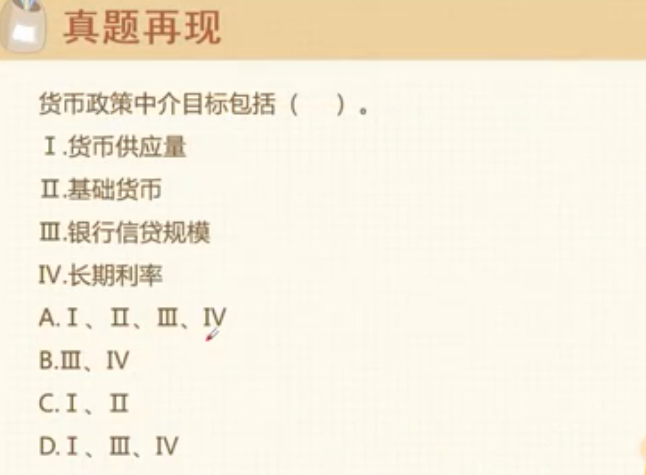 真题再现
货币政策中介目标包括（ ）。
Ⅰ.货币供应量
Ⅱ.基础货币
Ⅲ.银行信贷规模
Ⅳ.长期利率
A.Ⅰ、Ⅱ、Ⅲ、Ⅳ
B.Ⅲ、Ⅳ
C.Ⅰ、Ⅱ
D.Ⅰ、Ⅲ、Ⅳ